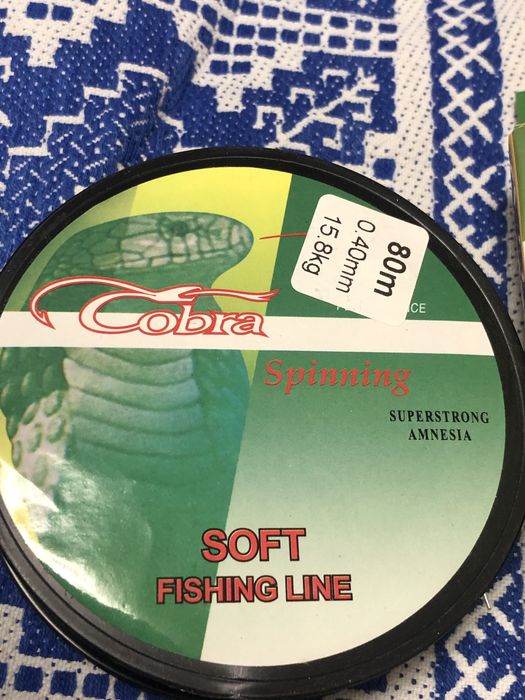 80m
0.40mm
15.8kg
Cobra
Spinning
SUPERSTRONG
AMNESIA
SOFT
FISHING LINE